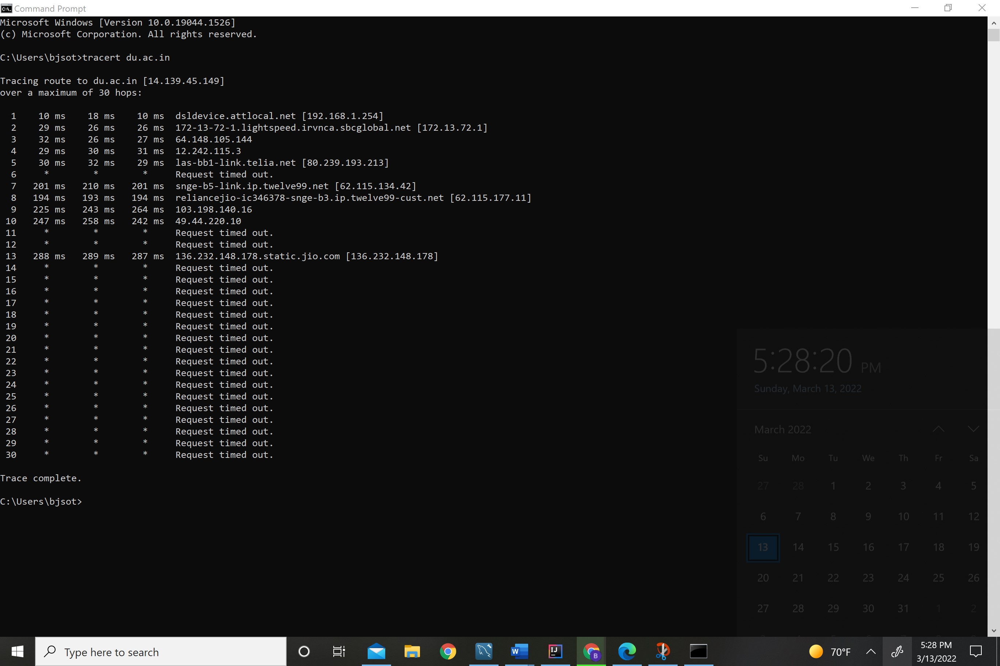 Command Prompt
Microsoft Windows [Version 10.0.19044.1526]
(c) Microsoft Corporation. All rights reserved.
C:\Users\bjsot>tracert du.ac.in
Tracing route to du.ac.in [14.139.45.149]
over a maximum of 30 hops:
1 10 ms 18 ms 10 ms dsldevice.attlocal.net [192.168.1.254]
2 29 ms 26 ms 26 ms 172-13-72-1.lightspeed.irvnca.sbcglobal.net [172.13.72.1]
3 32 ms 26 ms 27 ms 64.148.105.144
4 29 ms 30 ms 31 ms 12.242.115.3
5 30 ms 32 ms 29 ms las-bb1-link.telia.net [80.239.193.213]
6 * * * Request timed out.
7 201 ms 210 ms 201 ms snge-b5-link.ip.twelve99.net [62.115.134.42]
8 194 ms 193 ms 194 ms reliancejio-ic346378-snge-b3.ip.twelve99-cust.net [62.115.177.11]
9 225 ms 243 ms 264 ms 103.198.140.16
10 247 ms 258 ms 242 ms 49.44.220.10
11 * * * Request timed out.
12 * * * Request timed out.
13 288 ms 289 ms 287 ms 136.232.148.178.static.jio.com [136.232.148.178]
14 * * * Request timed out.
15 * * * Request timed out.
16 * * * Request timed out.
17 * * * Request timed out.
18 * * * Request timed out.
19 * * * Request timed out.
20 * * * Request timed out.
21 * * * Request timed out.
22 * * * Request timed out.
23 * * * Request timed out.
24 * * * Request timed out.
25 * * * Request timed out.
26 * * * Request timed out.
27 * * * Request timed out.
28 * * * Request timed out.
29 * * * Request timed out.
30 * * * Request timed out.
Trace complete.
C:\Users\bjsot>
5:28:20 PM
Sunday, March 13, 2022
March 2022
Su Mo Tu We Th Fr Sa
27 28 1 2 3 4 5
6 7 8 9 10 11 12
13 14 15 16 17 18 19
20 21 22 23 24 25 26
27 28 29 30 31 1 2
Type here to search
70°F
5:28 PM
3/13/2022